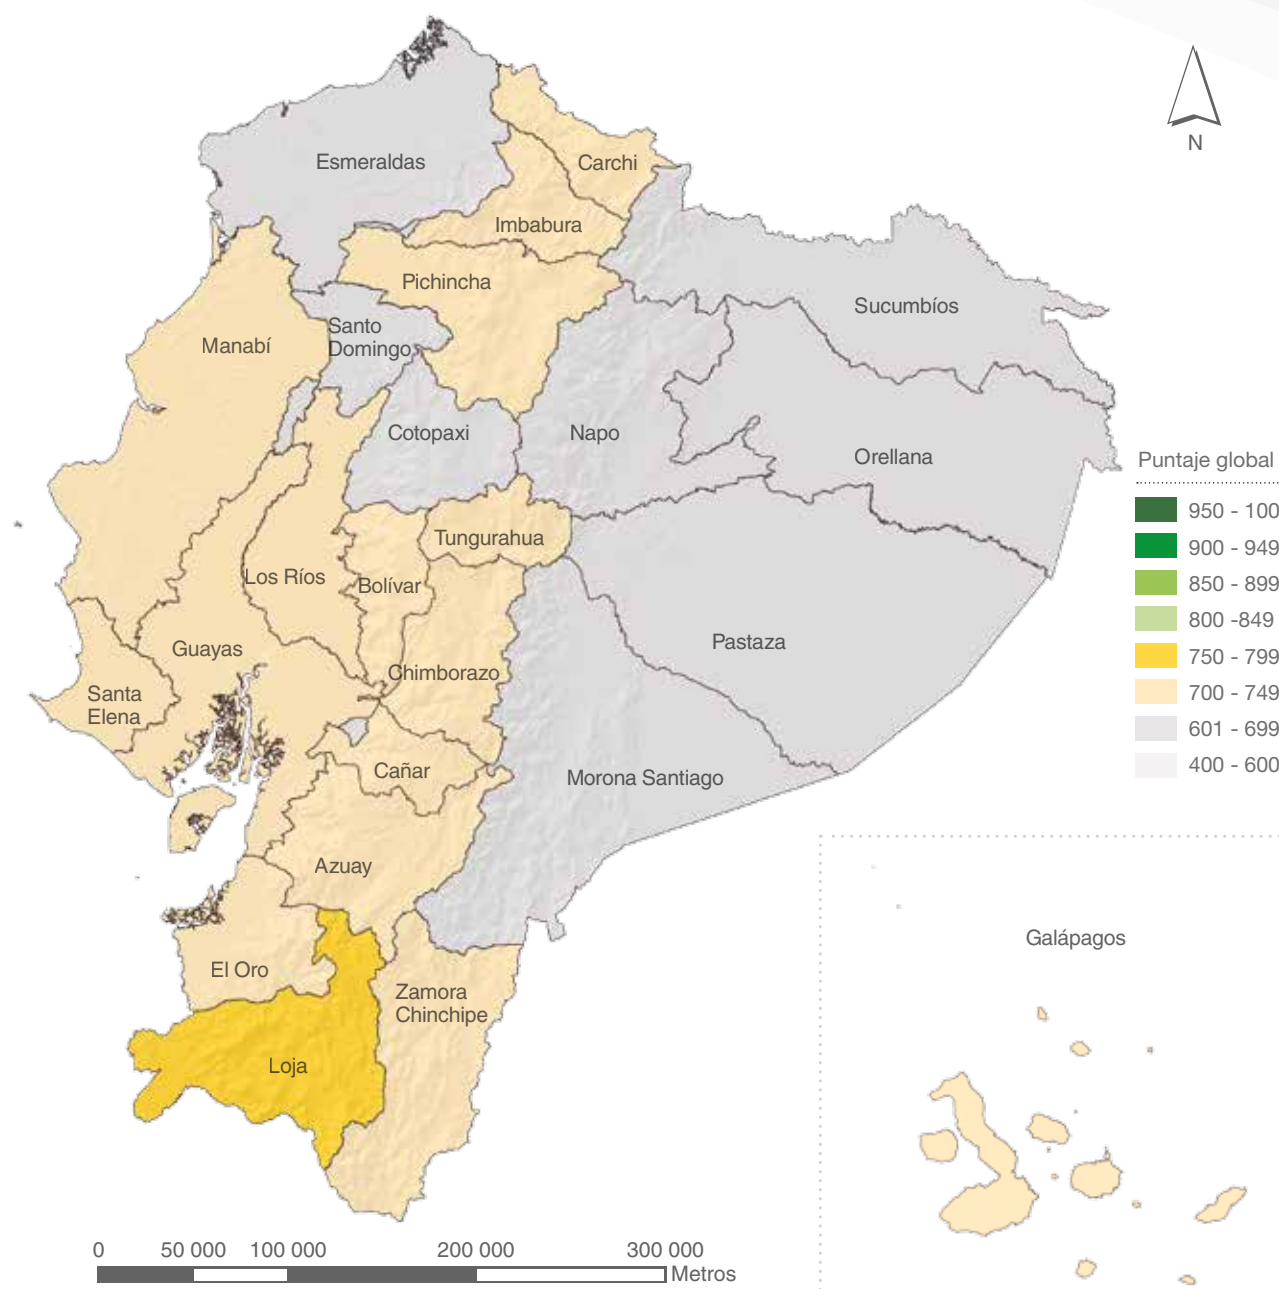 N
Esmeraldas
Carchi
Imbabura
Pichincha
Sucumbíos
Santo
Domingo
Manabí
Cotopaxi
Napo
Orellana
Tungurahua
Los Ríos
Bolívar
Pastaza
Guayas
Chimborazo
Santa
Elena
Cañar
Morona Santiago
Azuay
El Oro
Zamora
Chinchipe
Loja
Puntaje global
950 - 100
900 - 949
850 - 899
800 -849
750 - 799
700 - 749
601 - 699
400 - 600
Galápagos
0 50 000 100 000 200 000 300 000
Metros